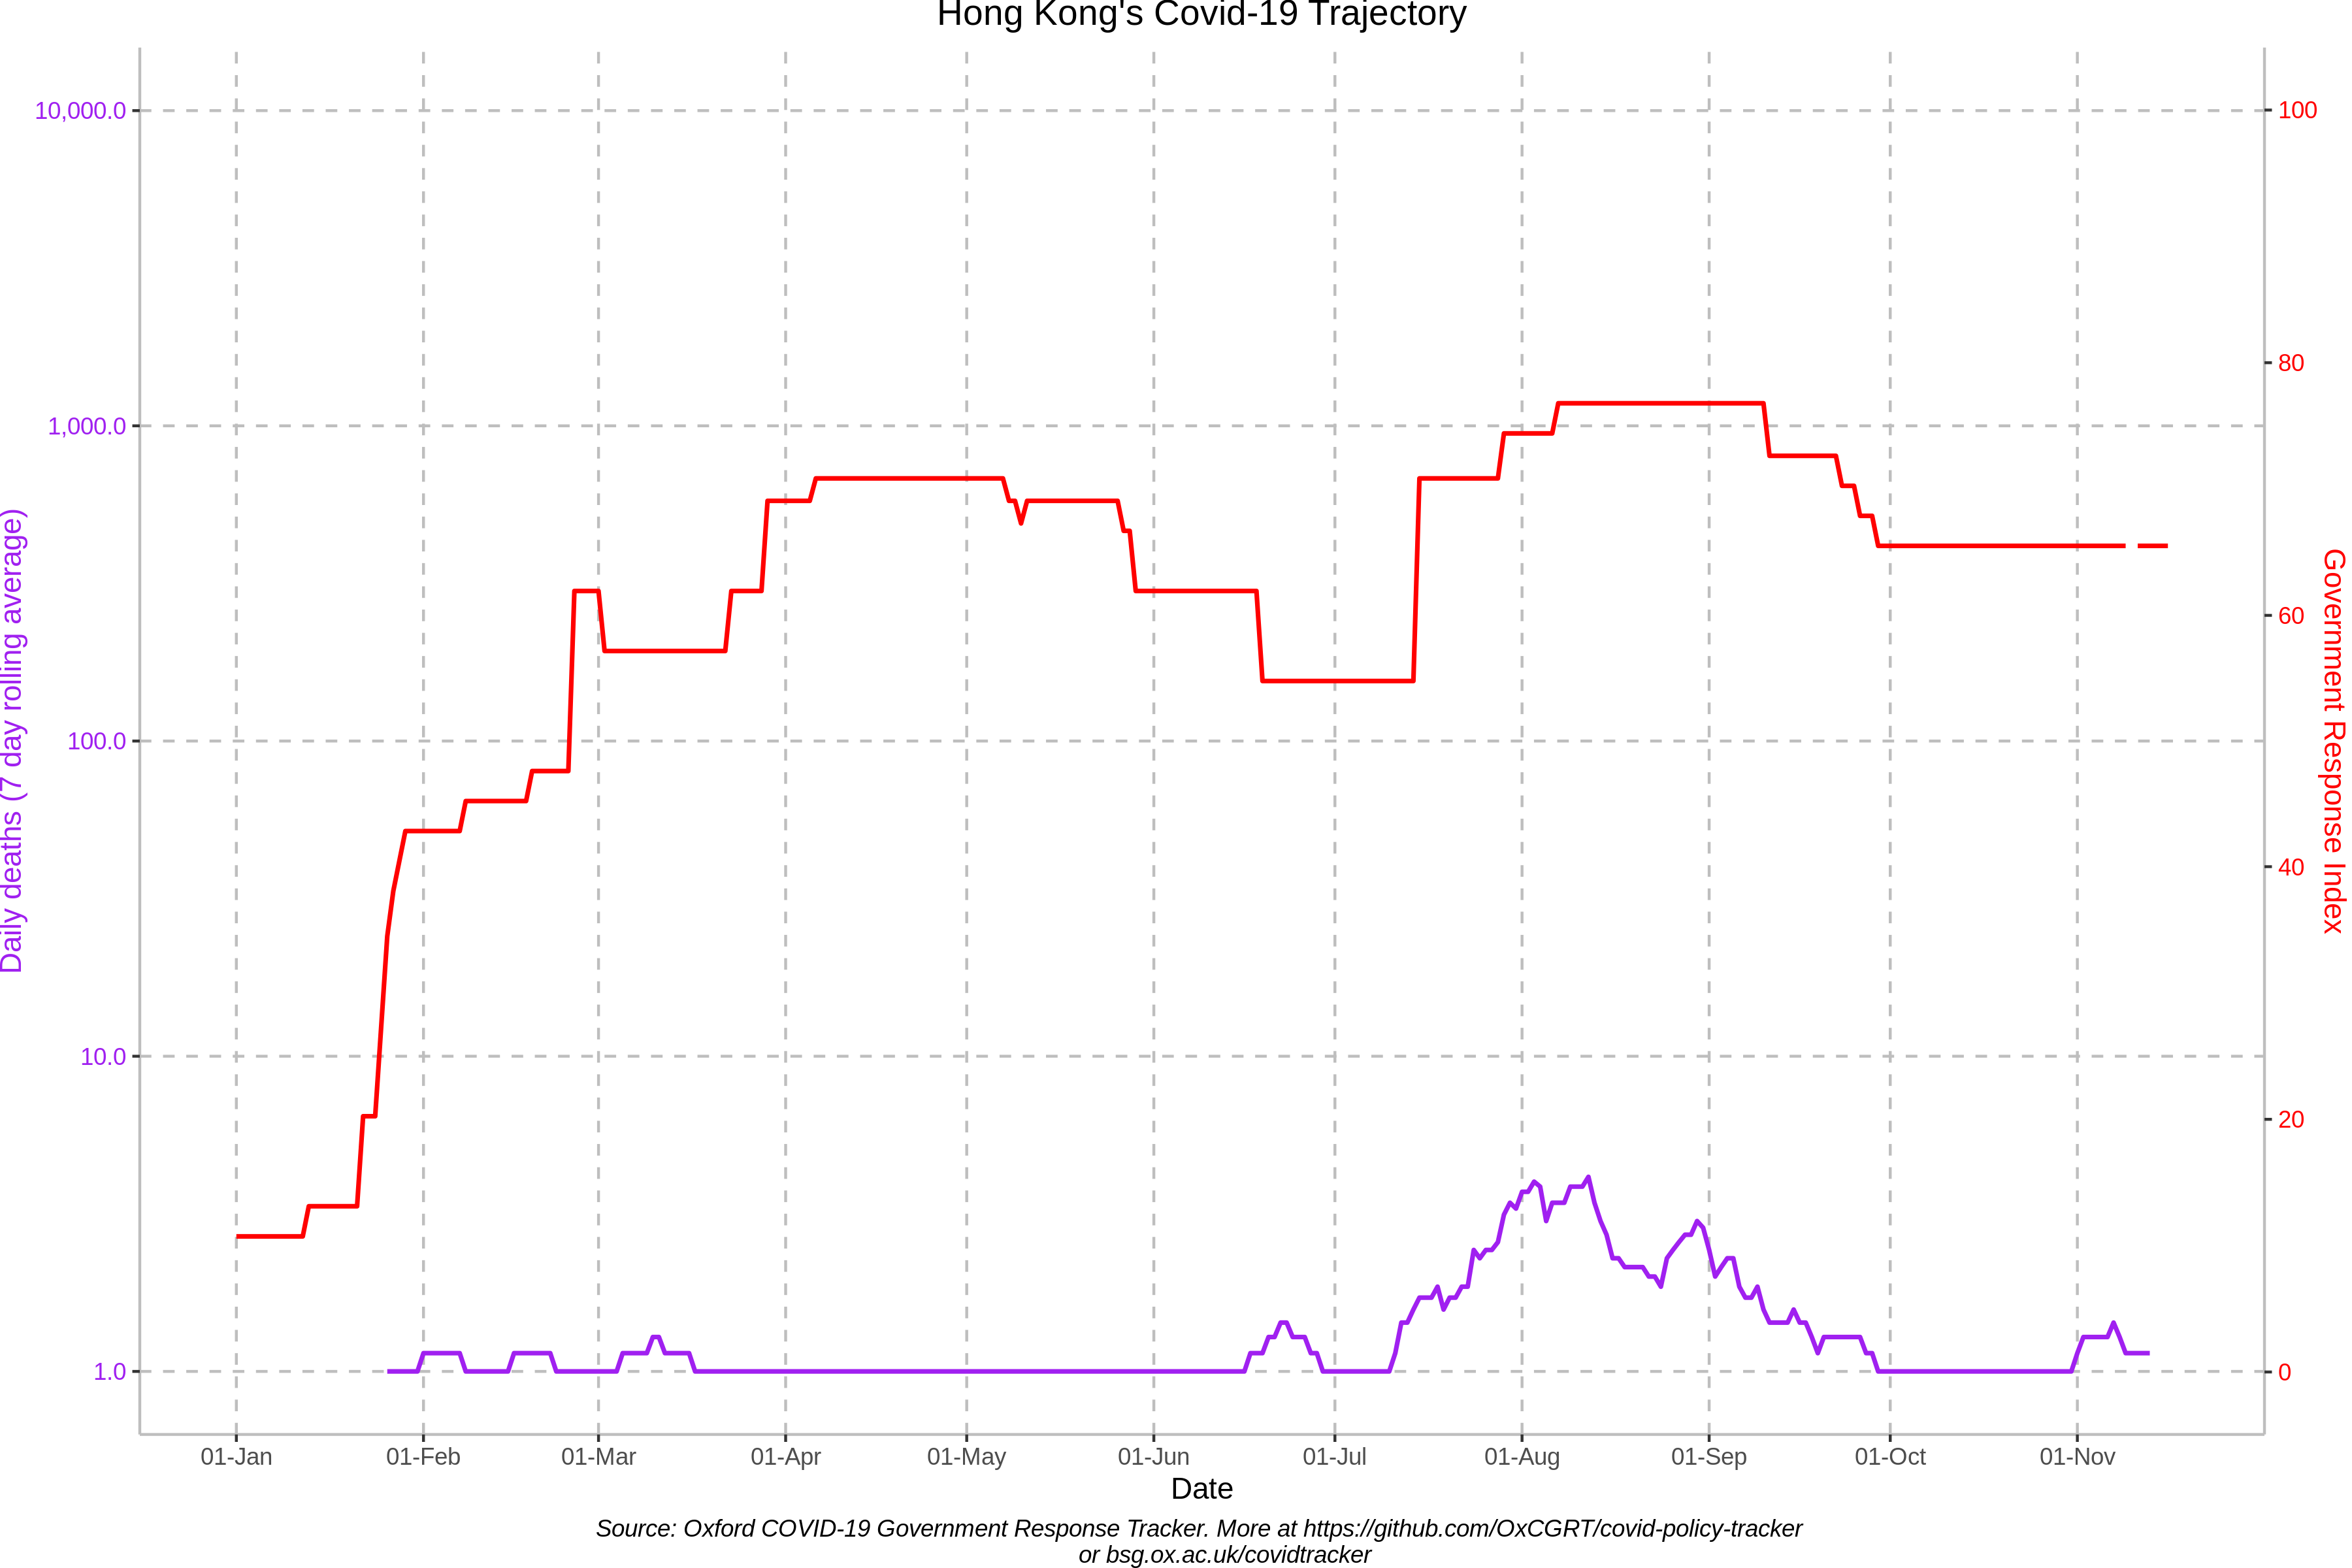 Hong Kong's Covid-19 Trajectory
10,000.0
1,000.0
100.0
10.0
1.0
Daily deaths (7 day rolling average)
100
80
60
40
20
0
Government Response Index
01-Jan
01-Feb
01-Mar
01-Apr
01-May
01-Jun
01-Jul
01-Aug
01-Sep
01-Oct
01-Nov
Date
Source: Oxford COVID-19 Government Response Tracker. More at https://github.com/OxCGRT/covid-policy-tracker
or bsg.ox.ac.uk/covidtracker